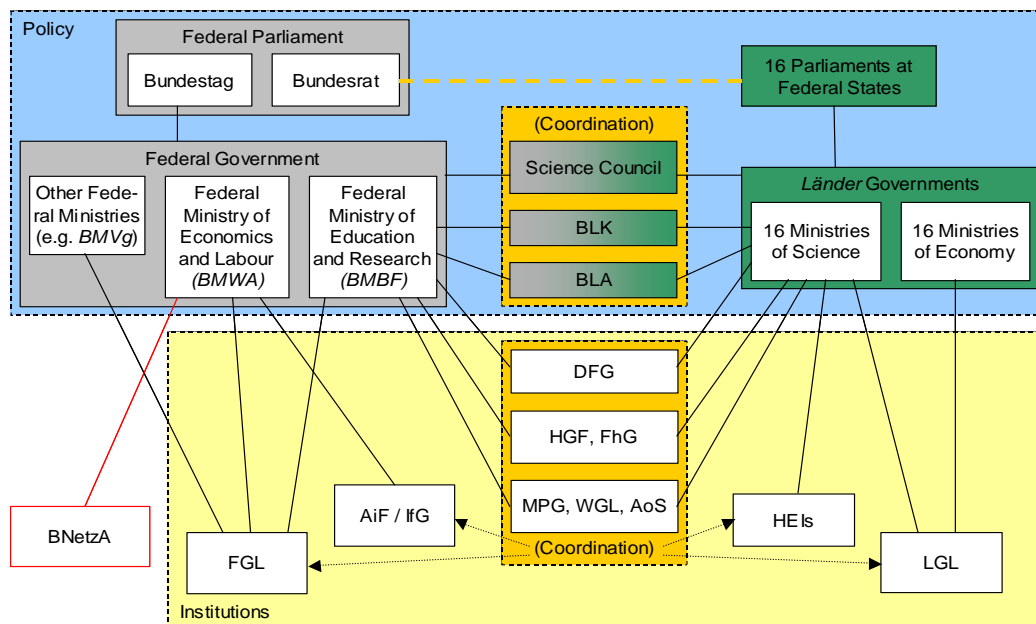 Policy
Federal Parliament
Bundestag
Bundesrat
16 Parliaments at
Federal States
(Coordination)
Science Council
BLK
BLA
Federal Government
Other Fede-
ral Ministries
(e.g. BMVg)
Federal
Ministry of
Economics
and Labour
(BMWA)
Federal
Ministry of
Education
and Research
(BMBF)
Länder Governments
16 Ministries
of Science
16 Ministries
of Economy
DFG
HGF, FhG
MPG, WGL, AoS
(Coordination)
BNetzA
FGL
AiF / IfG
HEIs
LGL
Institutions